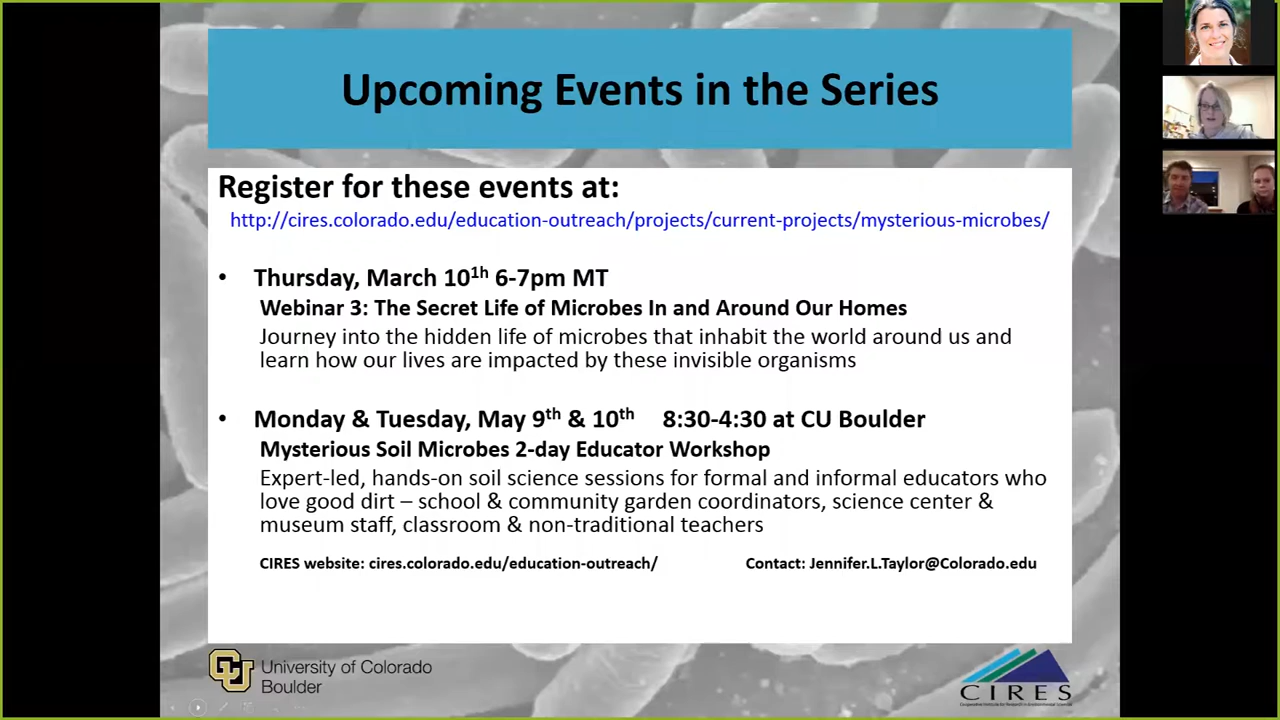 Upcoming Events in the Series
Register for these events at:
http://cires.colorado.edu/education-outreach/projects/current-projects/mysterious-microbes/
• Thursday, March 10¹ʰ 6-7pm MT
Webinar 3: The Secret Life of Microbes In and Around Our Homes
Journey into the hidden life of microbes that inhabit the world around us and
learn how our lives are impacted by these invisible organisms
• Monday & Tuesday, May 9ᵗʰ & 10ᵗʰ 8:30-4:30 at CU Boulder
Mysterious Soil Microbes 2-day Educator Workshop
Expert-led, hands-on soil science sessions for formal and informal educators who
love good dirt – school & community garden coordinators, science center &
museum staff, classroom & non-traditional teachers
CIRES website: cires.colorado.edu/education-outreach/ Contact: Jennifer.L.Taylor@Colorado.edu
CU University of Colorado
Boulder
CIRES